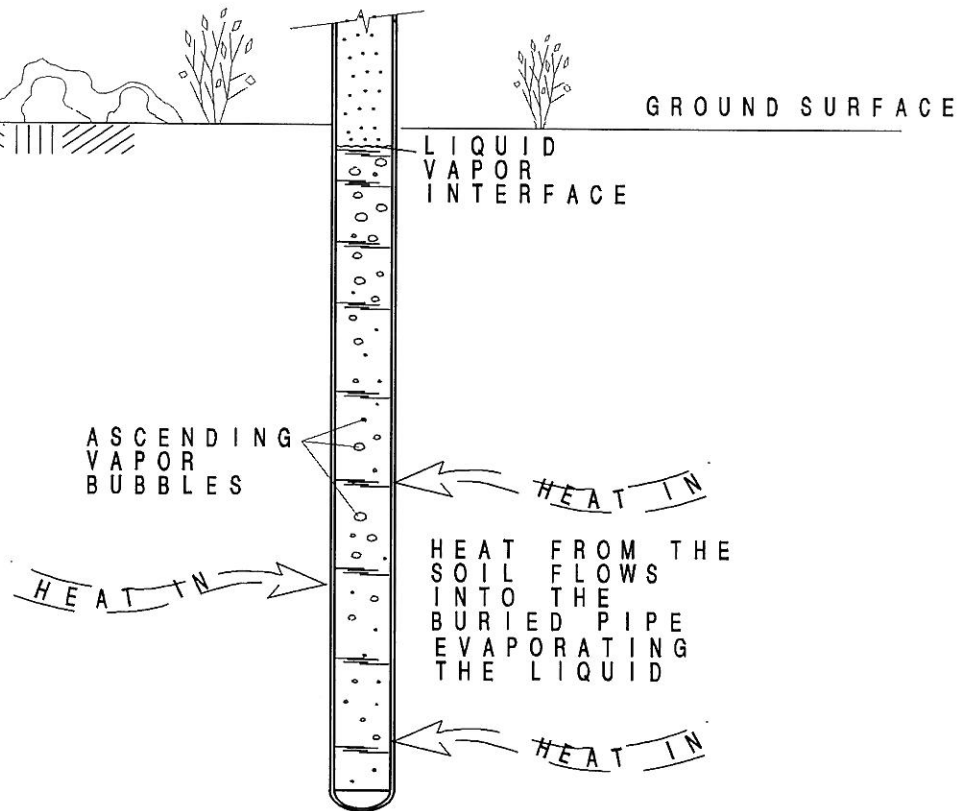 GROUND SURFACE
LIQUID
VAPOR
INTERFACE
ASCENDING
VAPOR
BUBBLES
HEAT IN
HEAT FROM THE
SOIL FLOWS
INTO THE
BURIED PIPE
EVAPORATING
THE LIQUID
HEAT IN
HEAT IN